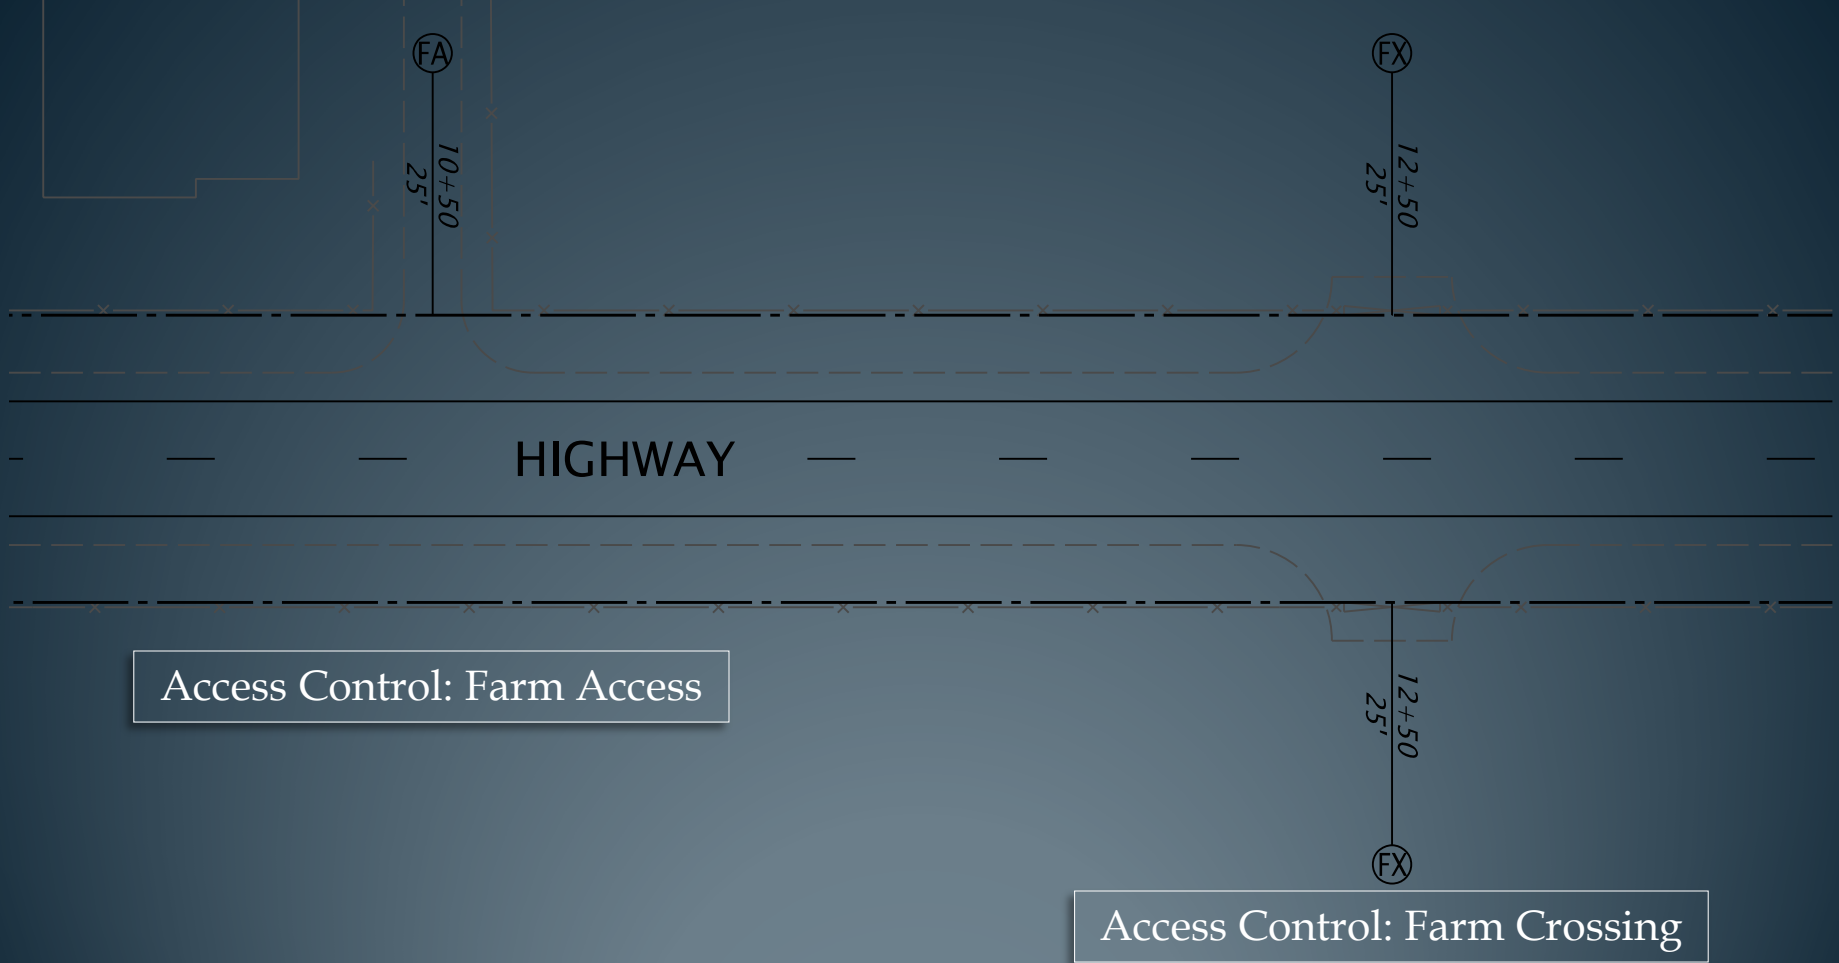 FA
FX
10+50
25'
12+50
25'
HIGHWAY
Access Control: Farm Access
12+50
25'
FX
Access Control: Farm Crossing